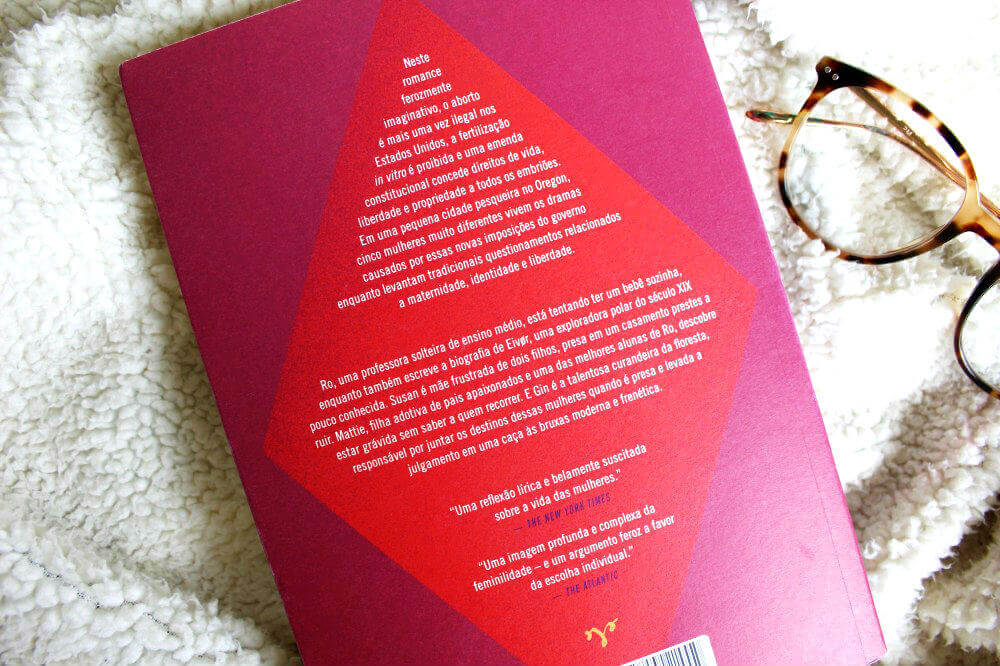 Neste
romance
ferozmente
imaginativo, o aborto
é mais uma vez ilegal nos
Estados Unidos, a fertilização
in vitro é proibida e uma emenda
constitucional concede direitos de vida,
liberdade e propriedade a todos os embriões.
Em uma pequena cidade pesqueira no Oregon,
cinco mulheres muito diferentes vivem os dramas
causados por essas novas imposições do governo
enquanto levantam tradicionais questionamentos relacionados
a maternidade, identidade e liberdade.
Ro, uma professora solteira de ensino médio, está tentando ter um bebê sozinha,
enquanto também escreve a biografia de Eivør, uma exploradora polar do século XIX
pouco conhecida. Susan é mãe frustrada de dois filhos, presa em um casamento prestes a
ruir. Mattie, filha adotiva de pais apaixonados e uma das melhores alunas de Ro, descobre
estar grávida sem saber a quem recorrer. E Gin é a talentosa curandeira da floresta,
responsável por juntar os destinos dessas mulheres quando é presa e levada a
julgamento em uma caça às bruxas moderna e frenética.
“Uma reflexão lírica e belamente suscitada
sobre a vida das mulheres.”
— THE NEW YORK TIMES
“Uma imagem profunda e complexa da
feminilidade – e um argumento feroz a favor
da escolha individual.”
— THE ATLANTIC